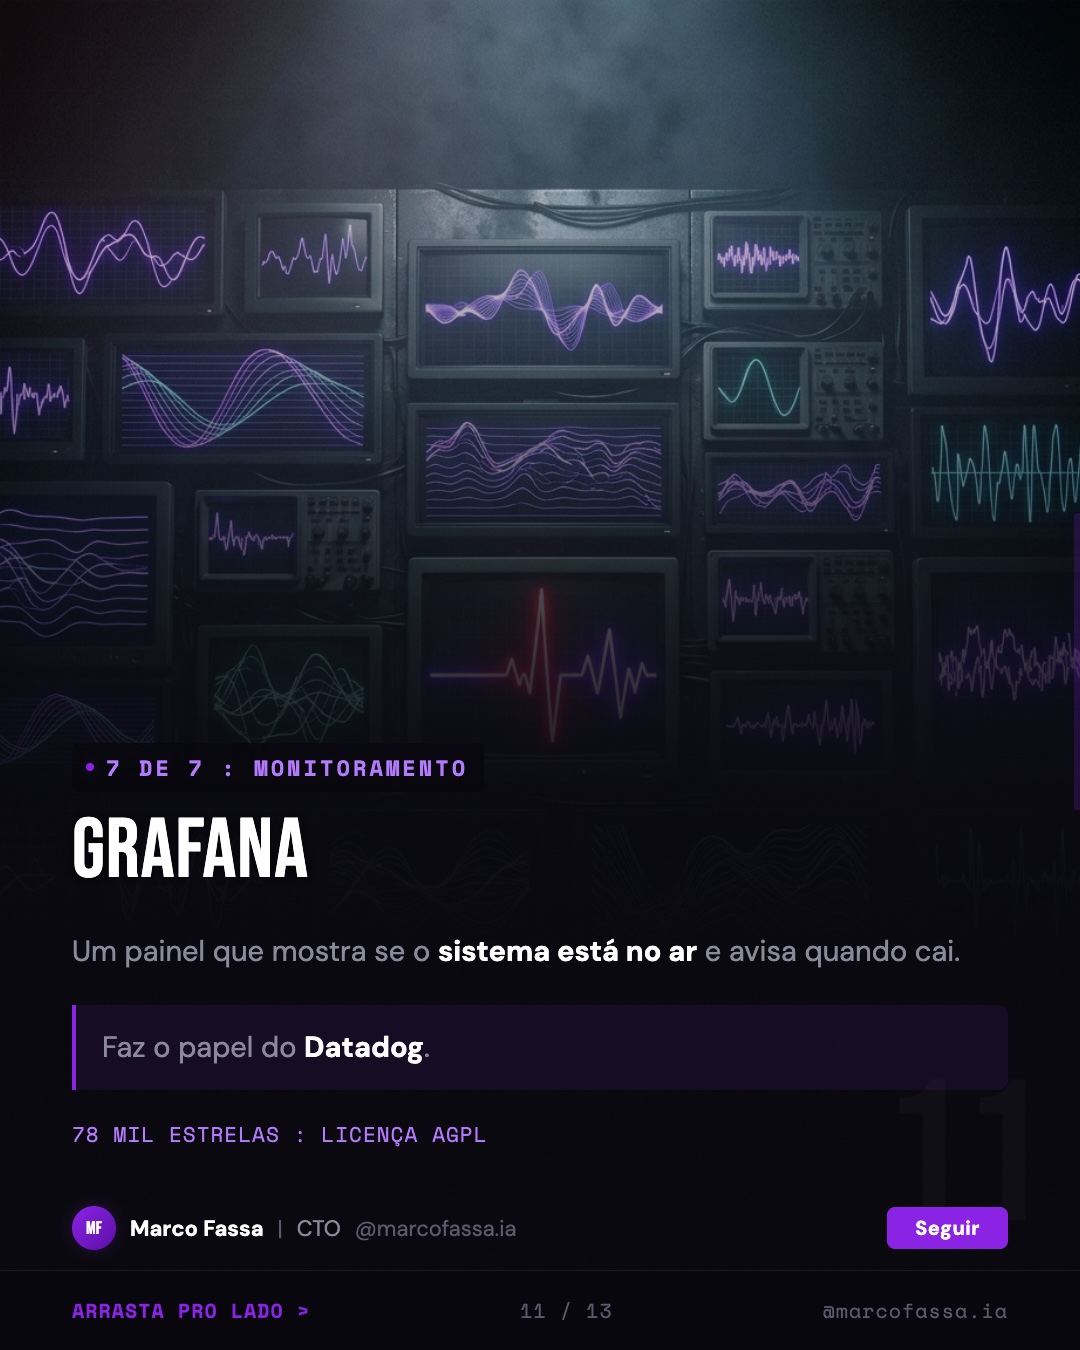 • 7 DE 7 : MONITORAMENTO
GRAFANA
Um painel que mostra se o sistema está no ar e avisa quando cai.
Faz o papel do Datadog.
11
78 MIL ESTRELAS : LICENÇA AGPL
MF Marco Fassa | CTO @marcofassa.ia Seguir
ARRASTA PRO LADO > 11 / 13 @marcofassa.ia